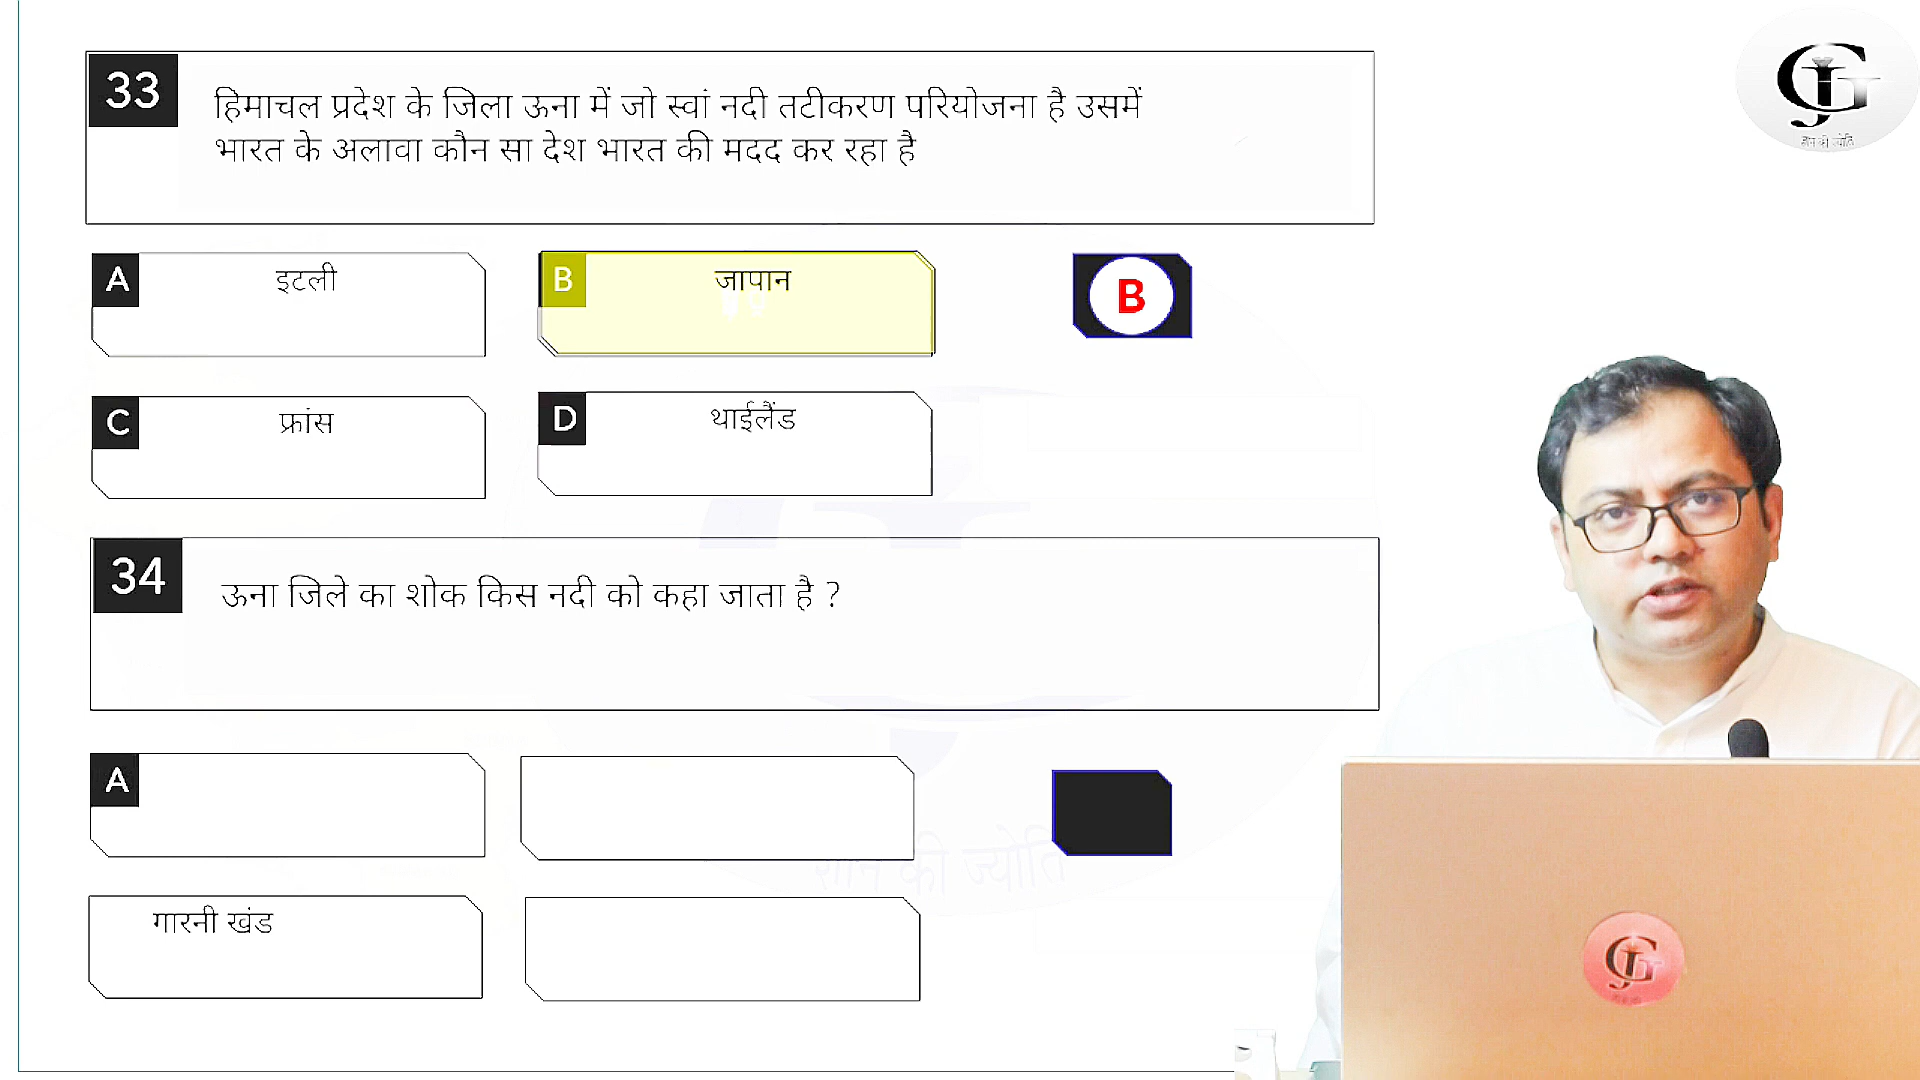 33
हिमाचल प्रदेश के जिला ऊना में जो स्वां नदी तटीकरण परियोजना है उसमें
भारत के अलावा कौन सा देश भारत की मदद कर रहा है
A इटली
B जापान
B
C फ्रांस
D थाईलैंड
34
ऊना जिले का शोक किस नदी को कहा जाता है ?
A
गारनी खंड
ज्ञान की ज्योति
GJ
ज्ञान की ज्योति